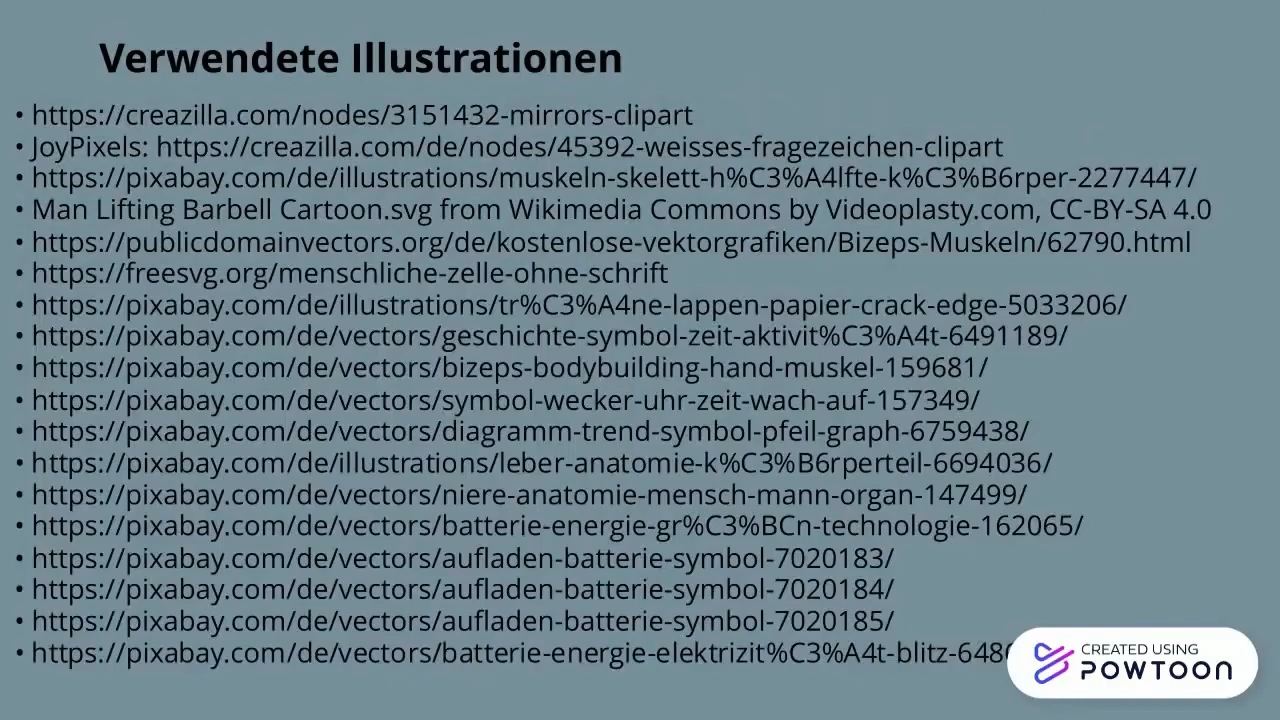 Verwendete Illustrationen
• https://creazilla.com/nodes/3151432-mirrors-clipart
• JoyPixels: https://creazilla.com/de/nodes/45392-weisses-fragezeichen-clipart
• https://pixabay.com/de/illustrations/muskeln-skelett-h%C3%A4lfte-k%C3%B6rper-2277447/
• Man Lifting Barbell Cartoon.svg from Wikimedia Commons by Videoplasty.com, CC-BY-SA 4.0
• https://publicdomainvectors.org/de/kostenlose-vektorgrafiken/Bizeps-Muskeln/62790.html
• https://freesvg.org/menschliche-zelle-ohne-schrift
• https://pixabay.com/de/illustrations/tr%C3%A4ne-lappen-papier-crack-edge-5033206/
• https://pixabay.com/de/vectors/geschichte-symbol-zeit-aktivit%C3%A4t-6491189/
• https://pixabay.com/de/vectors/bizeps-bodybuilding-hand-muskel-159681/
• https://pixabay.com/de/vectors/symbol-wecker-uhr-zeit-wach-auf-157349/
• https://pixabay.com/de/vectors/diagramm-trend-symbol-pfeil-graph-6759438/
• https://pixabay.com/de/illustrations/leber-anatomie-k%C3%B6rperteil-6694036/
• https://pixabay.com/de/vectors/niere-anatomie-mensch-mann-organ-147499/
• https://pixabay.com/de/vectors/batterie-energie-gr%C3%BCn-technologie-162065/
• https://pixabay.com/de/vectors/aufladen-batterie-symbol-7020183/
• https://pixabay.com/de/vectors/aufladen-batterie-symbol-7020184/
• https://pixabay.com/de/vectors/aufladen-batterie-symbol-7020185/
• https://pixabay.com/de/vectors/batterie-energie-elektrizit%C3%A4t-blitz-648
CREATED USING
POWTOON